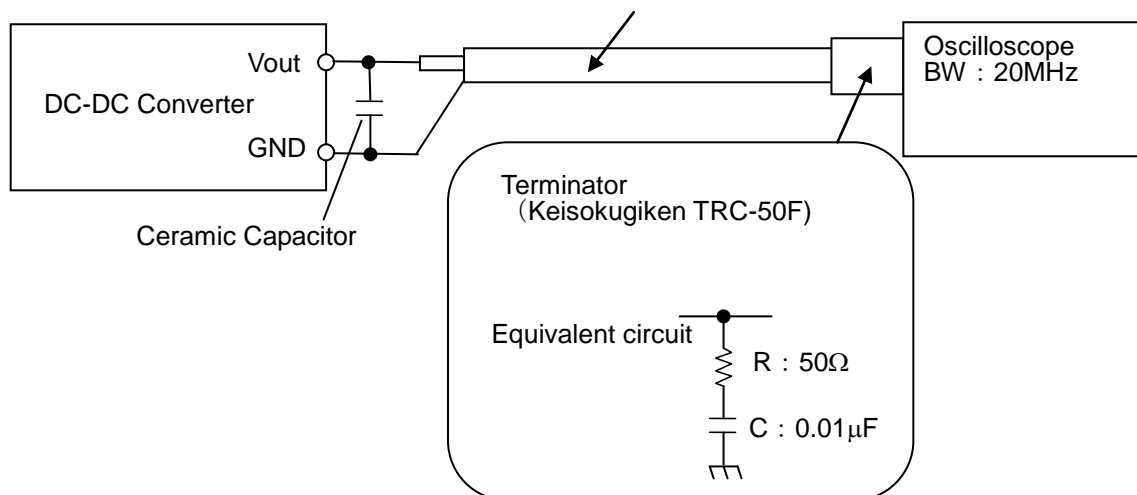 Vout
DC-DC Converter
GND
Ceramic Capacitor
Oscilloscope
BW：20MHz
Terminator
（Keisokugiken TRC-50F)
Equivalent circuit
R：50Ω
C：0.01μF